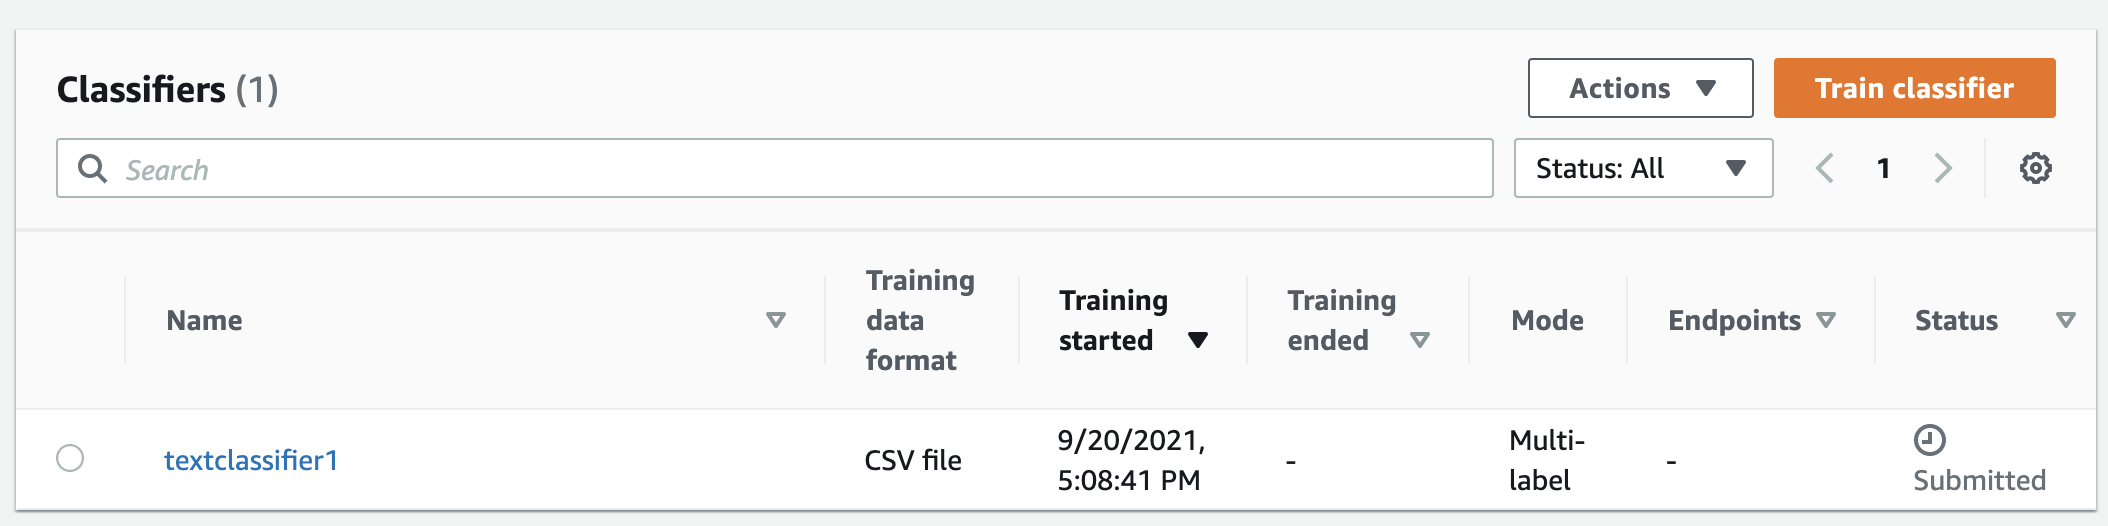 Classifiers (1)
Actions
Train classifier
Search
Status: All
1
Name
Training
data
format
Training
started
Training
ended
Mode
Endpoints
Status
textclassifier1
CSV file
9/20/2021,
5:08:41 PM
-
Multi-
label
-
Submitted